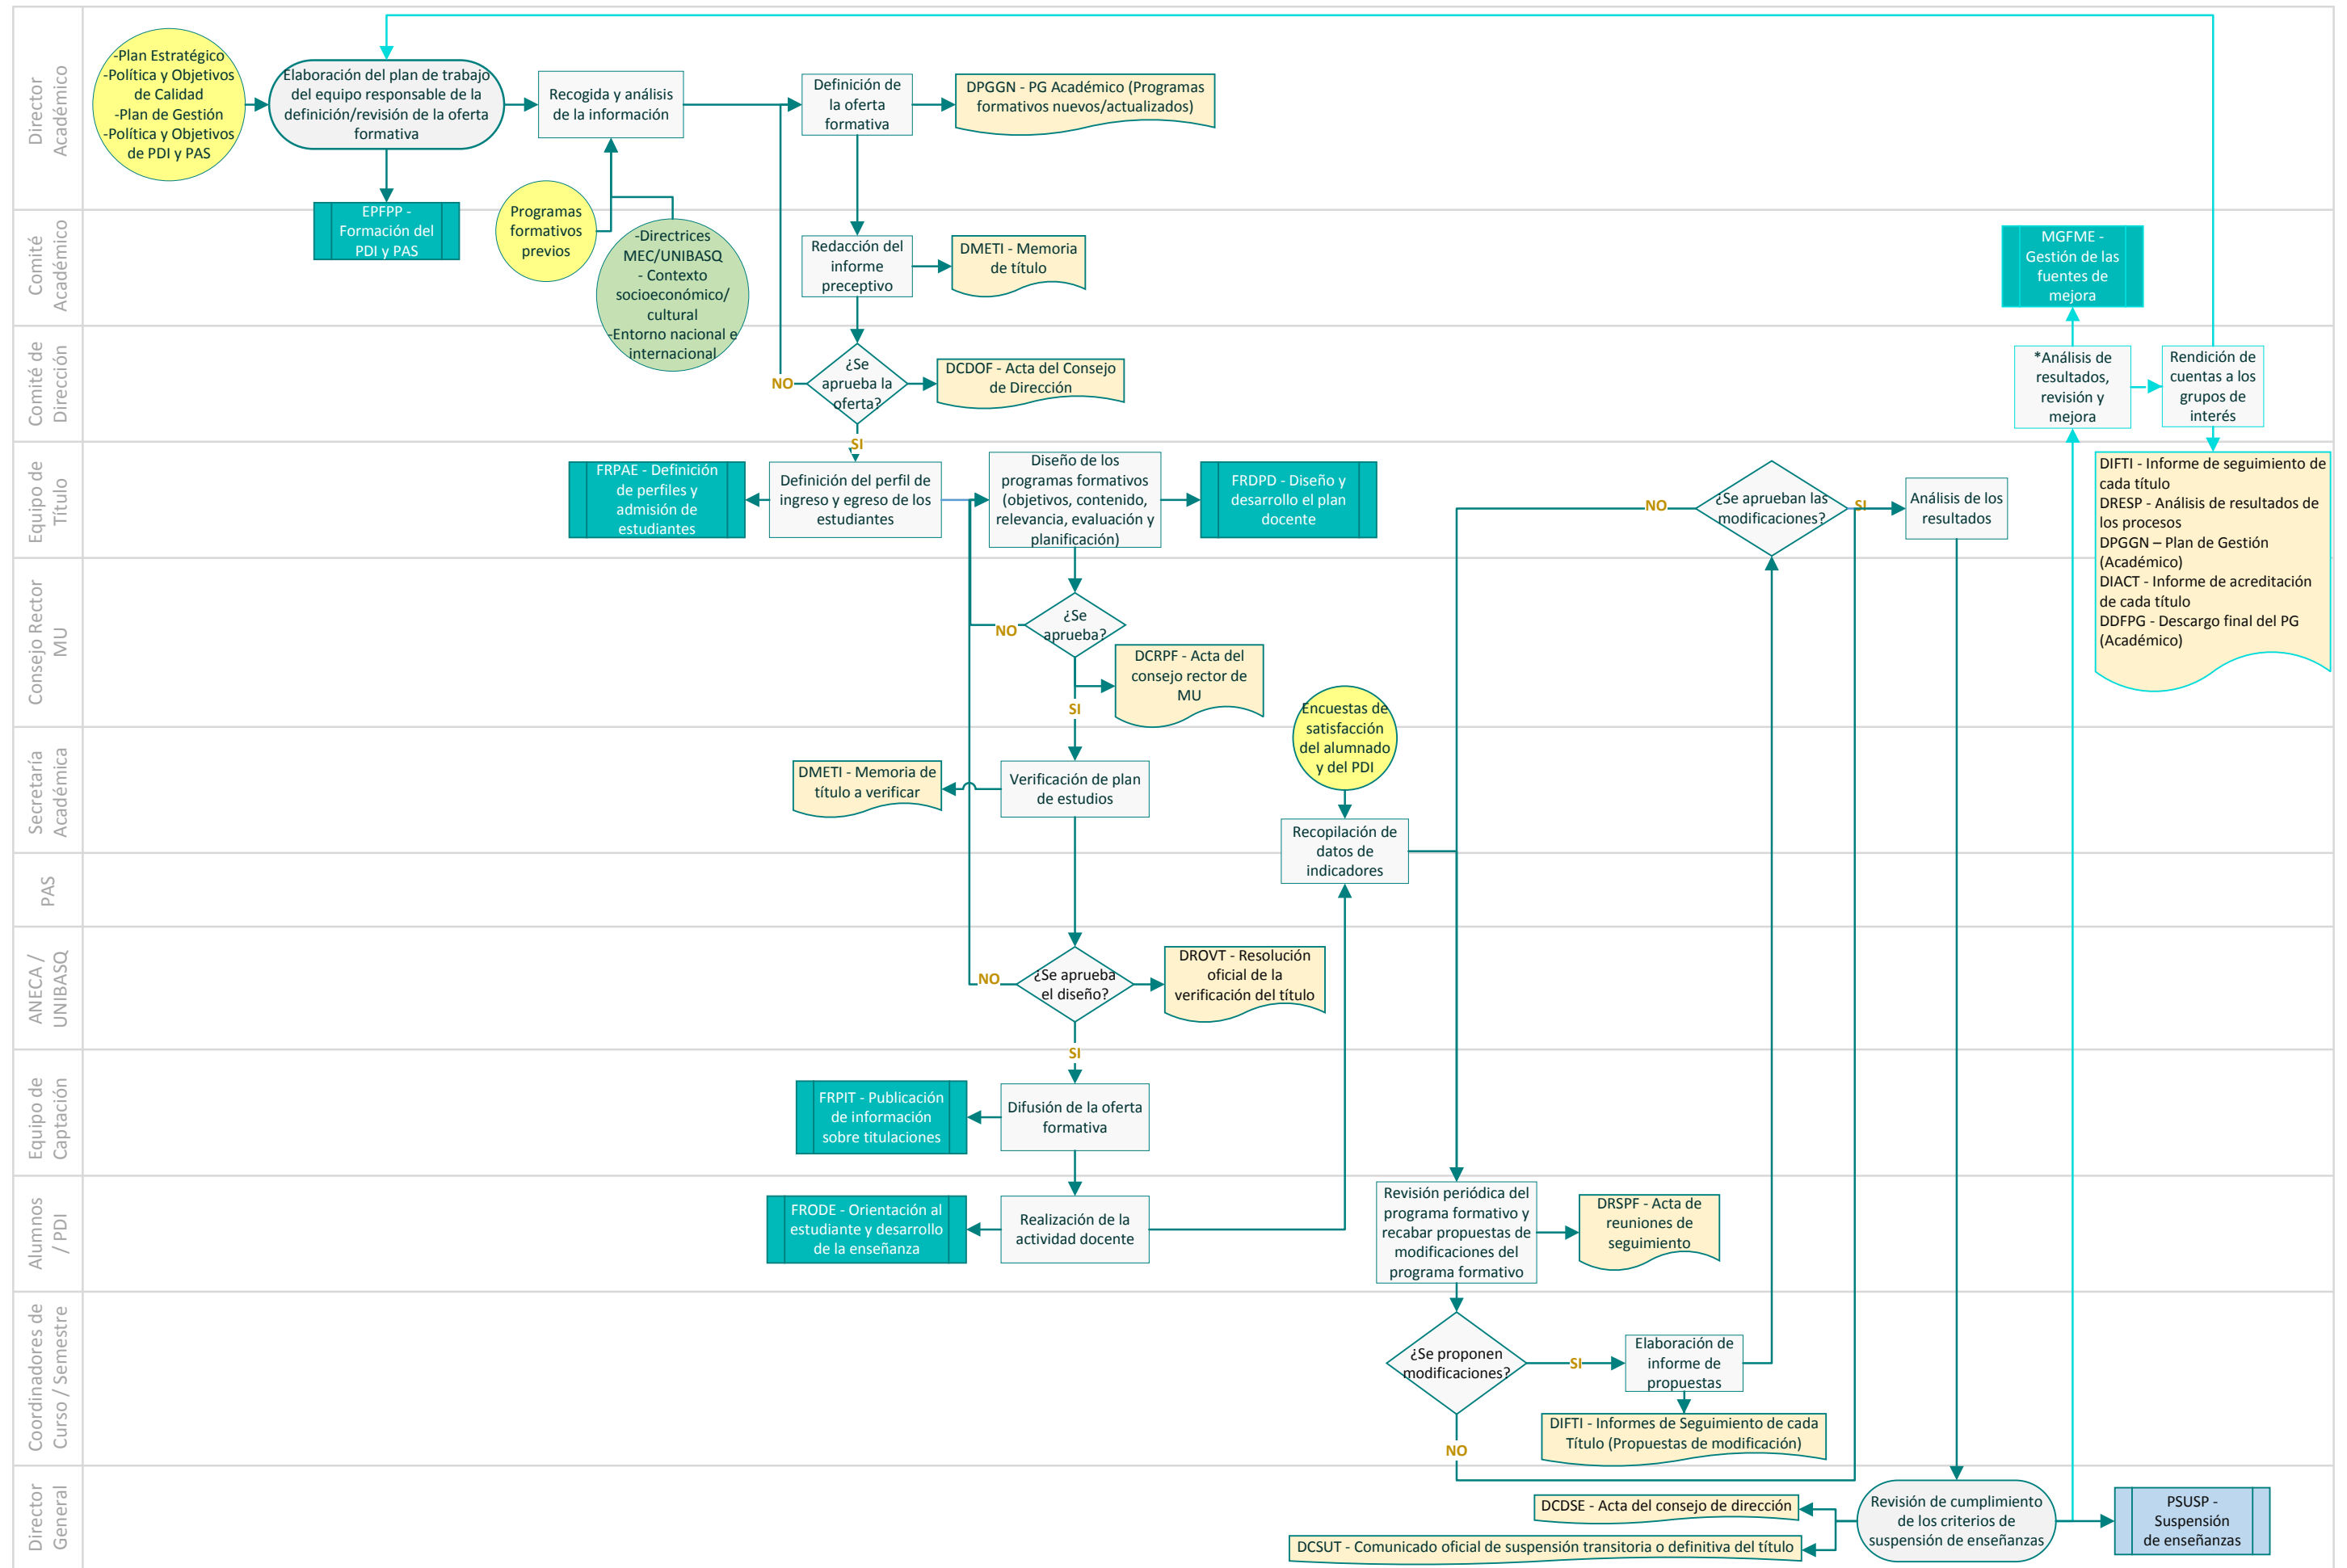 Director
Académico
-Plan Estratégico
-Política y Objetivos
de Calidad
-Plan de Gestión
-Política y Objetivos
de PDI y PAS
Elaboración del plan de trabajo
del equipo responsable de la
definición/revisión de la oferta
formativa
Recogida y análisis
de la información
Definición de
la oferta
formativa
DPGGN - PG Académico (Programas
formativos nuevos/actualizados)
EPFPP -
Formación del
PDI y PAS
Programas
formativos
previos
-Directrices
MEC/UNIBASQ
- Contexto
socioeconómico/
cultural
-Entorno nacional e
internacional
Comité
Académico
Redacción del
informe
preceptivo
DMETI - Memoria
de título
MGFME -
Gestión de las
fuentes de
mejora
Comité de
Dirección
¿Se
aprueba la
oferta?
NO
SI
DCDOF - Acta del Consejo
de Dirección
*Análisis de
resultados,
revisión y
mejora
Rendición de
cuentas a los
grupos de
interés
Equipo de
Título
FRPAE - Definición
de perfiles y
admisión de
estudiantes
Definición del perfil de
ingreso y egreso de los
estudiantes
Diseño de los
programas formativos
(objetivos, contenido,
relevancia, evaluación y
planificación)
FRDPD - Diseño y
desarrollo el plan
docente
NO
¿Se aprueban las
modificaciones?
SI
Análisis de los
resultados
DIFTI - Informe de seguimiento de
cada título
DRESP - Análisis de resultados de
los procesos
DPGGN – Plan de Gestión
(Académico)
DIACT - Informe de acreditación
de cada título
DDFPG - Descargo final del PG
(Académico)
Consejo Rector
MU
¿Se
aprueba?
NO
DCRPF - Acta del
consejo rector de
MU
SI
Secretaría
Académica
Encuestas de
satisfacción
del alumnado
y del PDI
DMETI - Memoria de
título a verificar
Verificación de plan
de estudios
Recopilación de
datos de
indicadores
PAS
ANECA /
UNIBASQ
NO
¿Se aprueba
el diseño?
DROVT - Resolución
oficial de la
verificación del título
SI
Equipo de
Captación
FRPIT - Publicación
de información
sobre titulaciones
Difusión de la oferta
formativa
Alumnos
/ PDI
FRODE - Orientación al
estudiante y desarrollo
de la enseñanza
Realización de la
actividad docente
Revisión periódica del
programa formativo y
recabar propuestas de
modificaciones del
programa formativo
DRSPF - Acta de
reuniones de
seguimiento
Coordinadores de
Curso / Semestre
¿Se proponen
modificaciones?
SI
Elaboración de
informe de
propuestas
DIFTI - Informes de Seguimiento de cada
Título (Propuestas de modificación)
NO
Director
General
DCDSE - Acta del consejo de dirección
DCSUT - Comunicado oficial de suspensión transitoria o definitiva del título
Revisión de cumplimiento
de los criterios de
suspensión de enseñanzas
PSUSP -
Suspensión
de enseñanzas